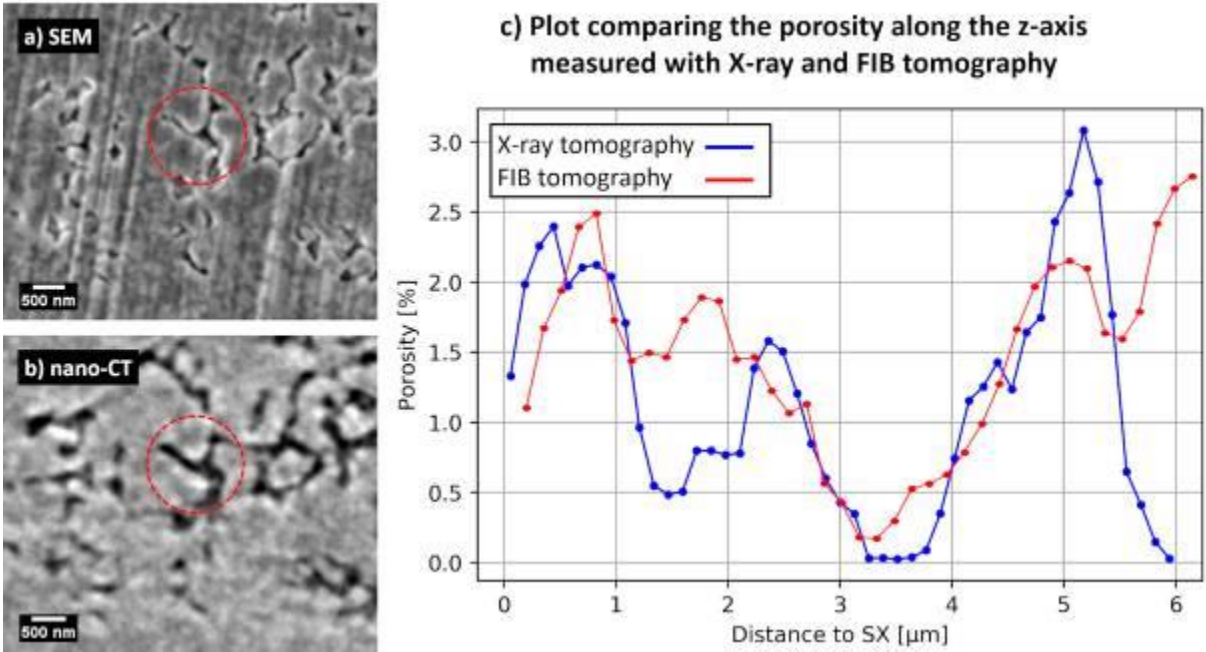 a) SEM
500 nm
b) nano-CT
500 nm
c) Plot comparing the porosity along the z-axis
measured with X-ray and FIB tomography
X-ray tomography
FIB tomography
Porosity [%]
3.0
2.5
2.0
1.5
1.0
0.5
0.0
0 1 2 3 4 5 6
Distance to SX [μm]